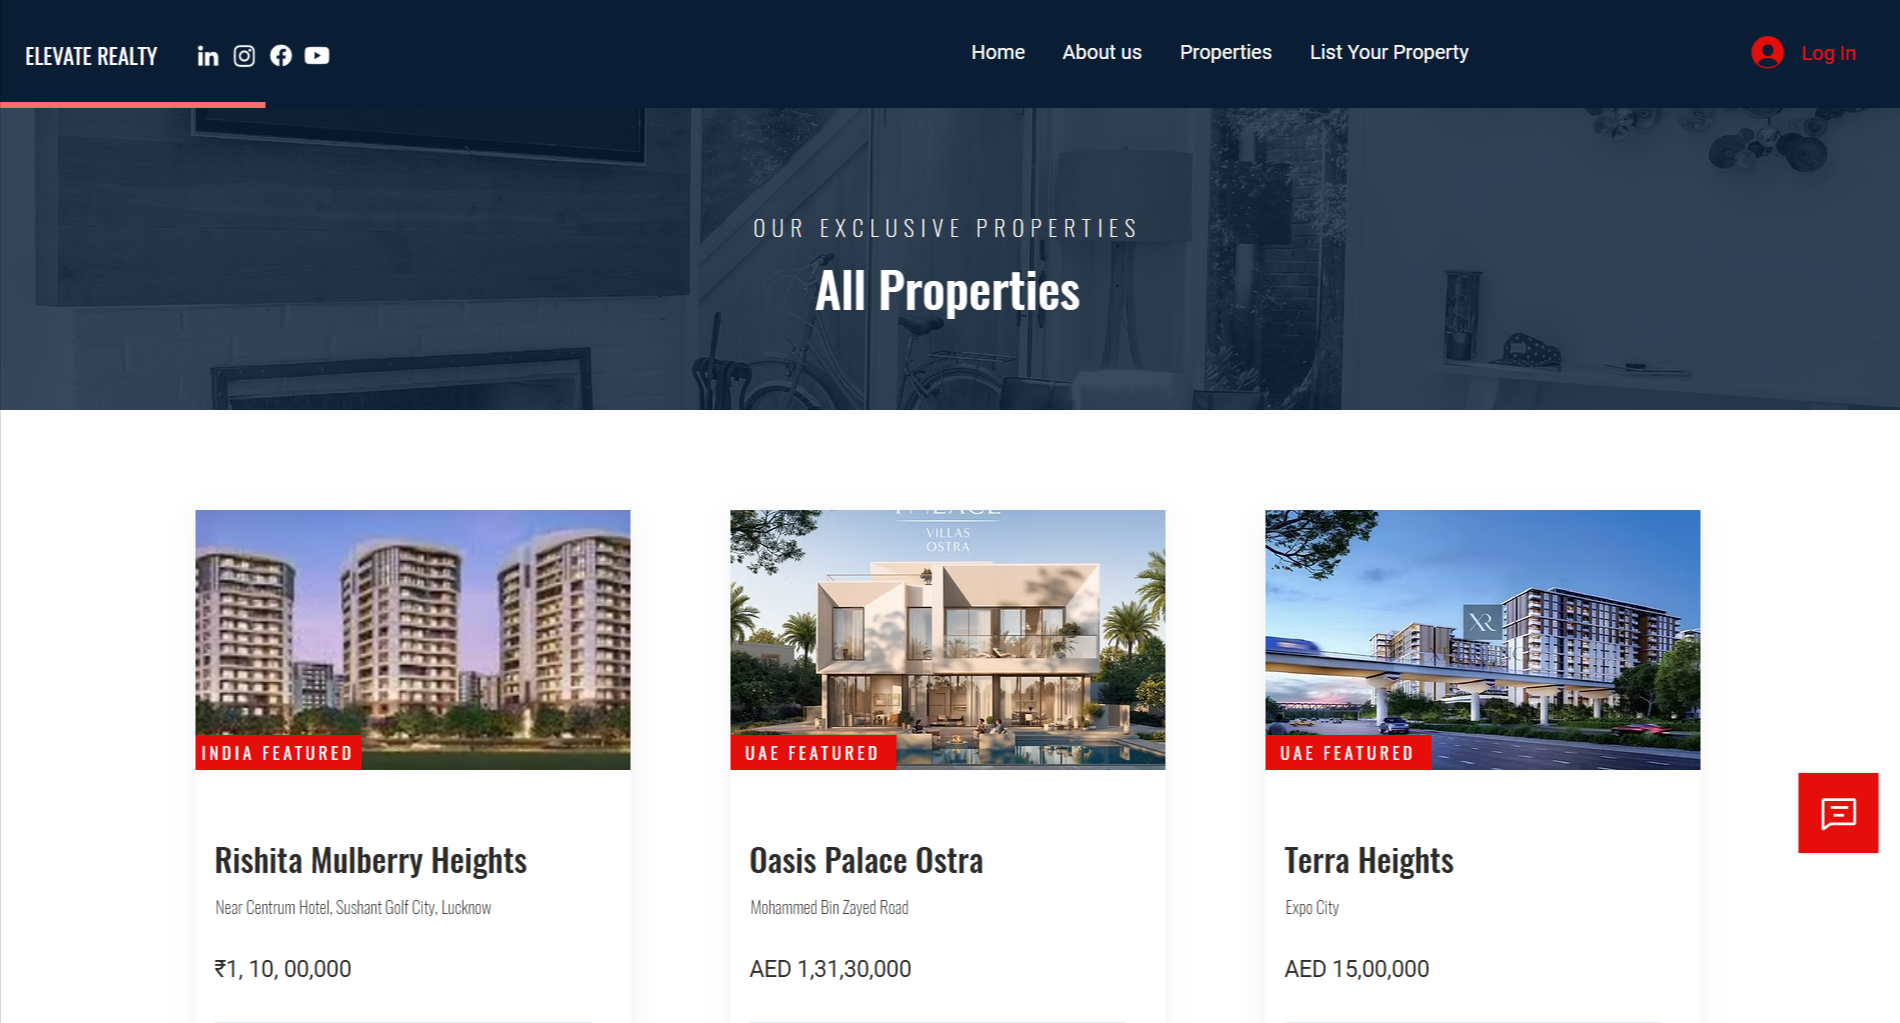 ELEVATE REALTY
Home
About us
Properties
List Your Property
Log In
OUR EXCLUSIVE PROPERTIES
All Properties
VILLAS
OSTRA
XR
INDIA FEATURED
UAE FEATURED
UAE FEATURED
Rishita Mulberry Heights
Near Centrum Hotel, Sushant Golf City, Lucknow
₹1, 10, 00,000
Oasis Palace Ostra
Mohammed Bin Zayed Road
AED 1,31,30,000
Terra Heights
Expo City
AED 15,00,000